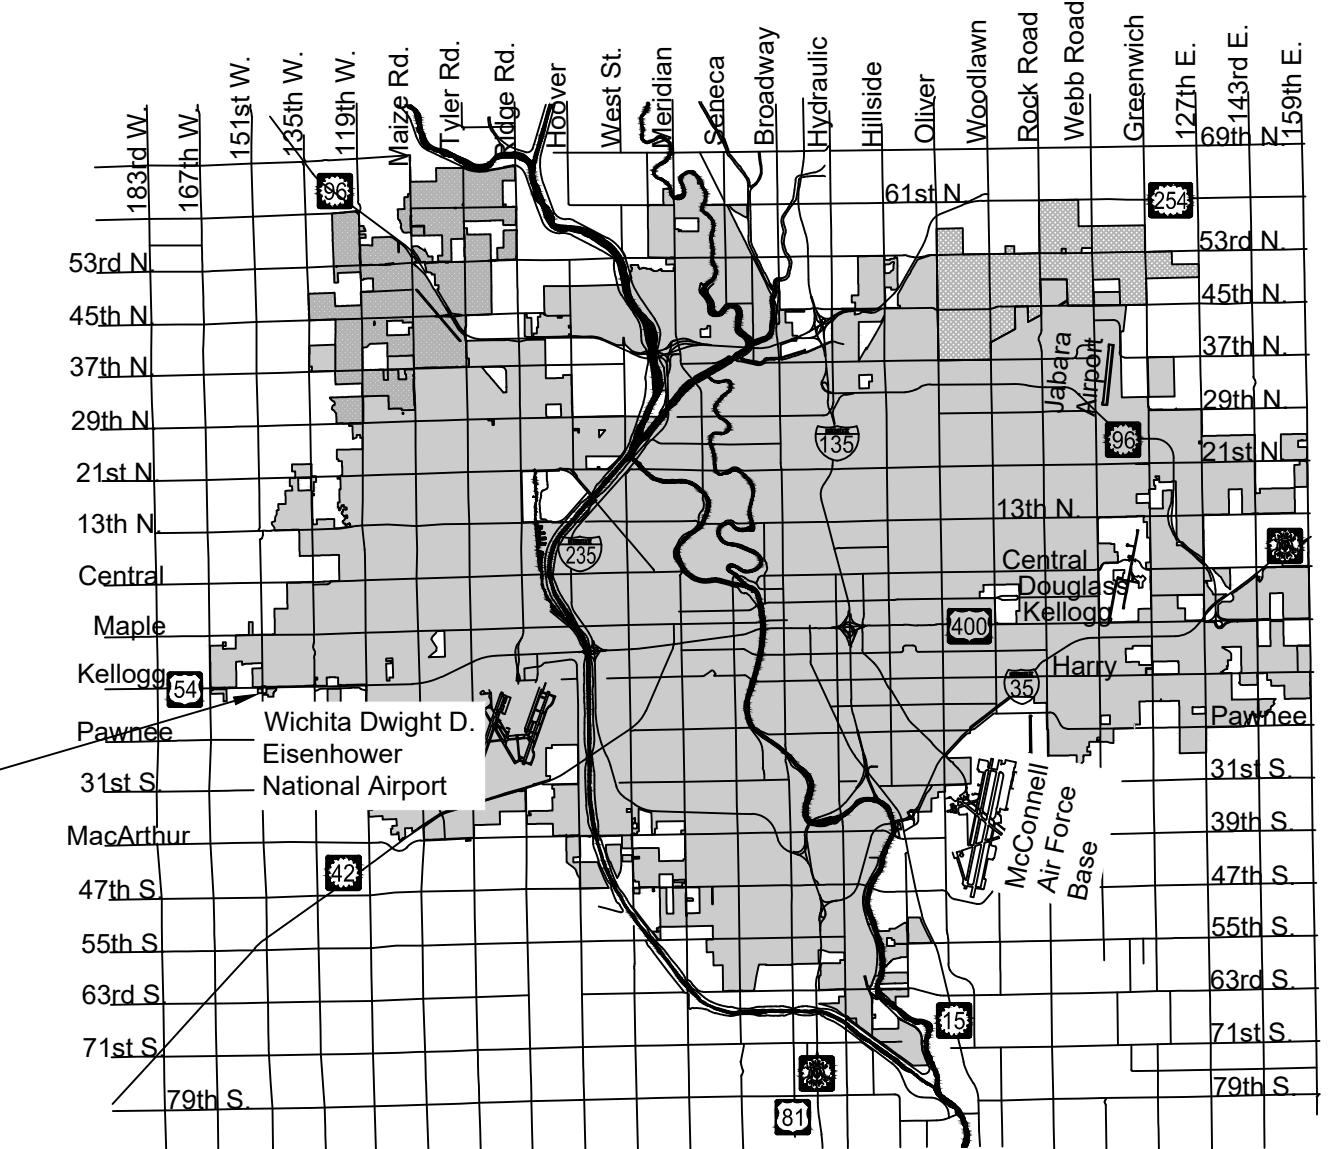 183rd W.
167th W.
151st W.
135th W.
119th W.
Maize Rd.
Tyler Rd.
Ridge Rd.
Hoover
West St.
Meridian
Seneca
Broadway
Hydraulic
Hillside
Oliver
Woodlawn
Rock Road
Webb Road
Greenwich
127th E.
143rd E.
159th E.
69th N.
96
61st N.
254
53rd N.
53rd N.
45th N.
45th N.
37th N.
37th N.
Jabara
Airport
29th N.
29th N.
135
96
21st N.
21st N.
13th N.
13th N.
235
Central
Central
Douglass
Kellogg
Maple
400
Kellogg
54
Harry
35
Pawnee
Pawnee
Wichita Dwight D.
Eisenhower
National Airport
31st S.
31st S.
McConnell
Air Force
Base
MacArthur
39th S.
42
47th S.
47th S.
55th S.
55th S.
63rd S.
63rd S.
15
71st S.
71st S.
79th S.
79th S.
81